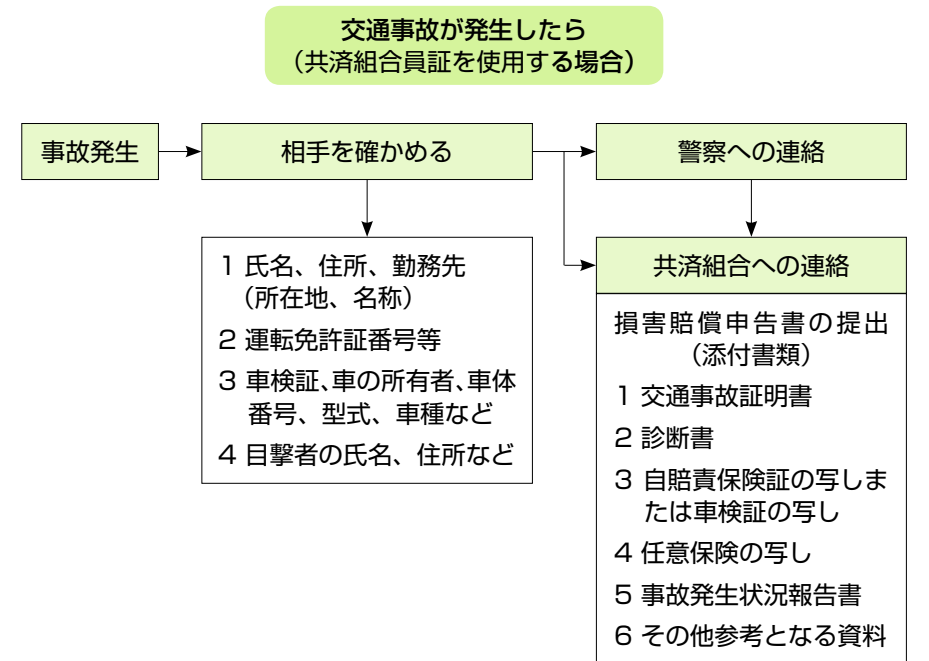 交通事故が発生したら
（共済組合員証を使用する場合）
事故発生
相手を確かめる
警察への連絡
1 氏名、住所、勤務先
（所在地、名称）
2 運転免許証番号等
3 車検証、車の所有者、車体
番号、型式、車種など
4 目撃者の氏名、住所など
共済組合への連絡
損害賠償申告書の提出
（添付書類）
1 交通事故証明書
2 診断書
3 自賠責保険証の写しま
たは車検証の写し
4 任意保険の写し
5 事故発生状況報告書
6 その他参考となる資料